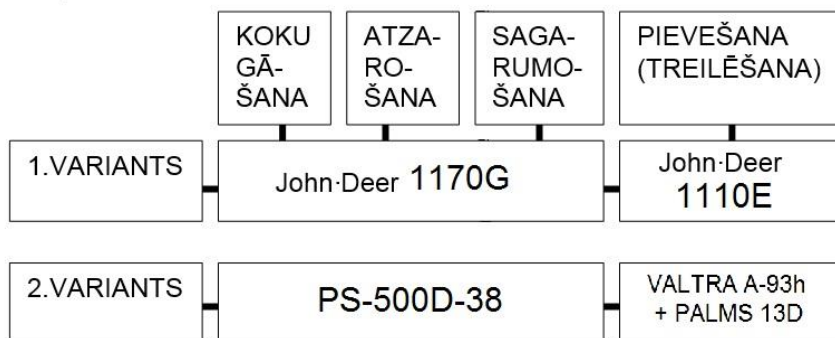 KOKU
GĀ-
ŠANA
ATZA-
RO-
ŠANA
SAGA-
RUMO-
ŠANA
PIEVEŠANA
(TREILĒŠANA)
1.VARIANTS
John·Deer 1170G
John·Deer
1110E
2.VARIANTS
PS-500D-38
VALTRA A-93h
+ PALMS 13D